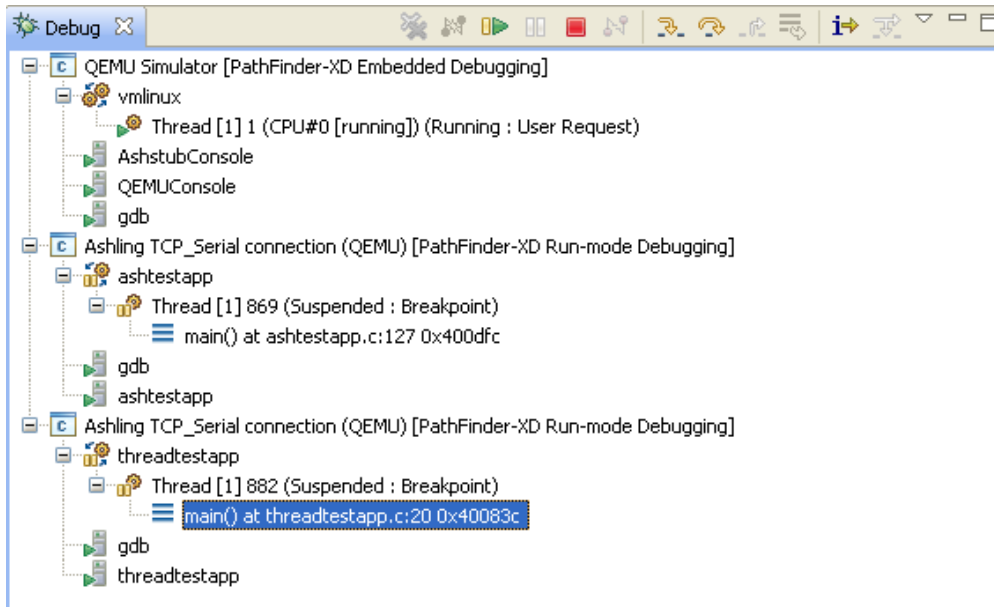 Debug
i
c QEMU Simulator [PathFinder-XD Embedded Debugging]
vmlinux
Thread [1] 1 (CPU#0 [running]) (Running : User Request)
AshstubConsole
QEMUConsole
gdb
c Ashling TCP_Serial connection (QEMU) [PathFinder-XD Run-mode Debugging]
ashtestapp
Thread [1] 869 (Suspended : Breakpoint)
main() at ashtestapp.c:127 0x400dfc
gdb
ashtestapp
c Ashling TCP_Serial connection (QEMU) [PathFinder-XD Run-mode Debugging]
threadtestapp
Thread [1] 882 (Suspended : Breakpoint)
main() at threadtestapp.c:20 0x40083c
gdb
threadtestapp